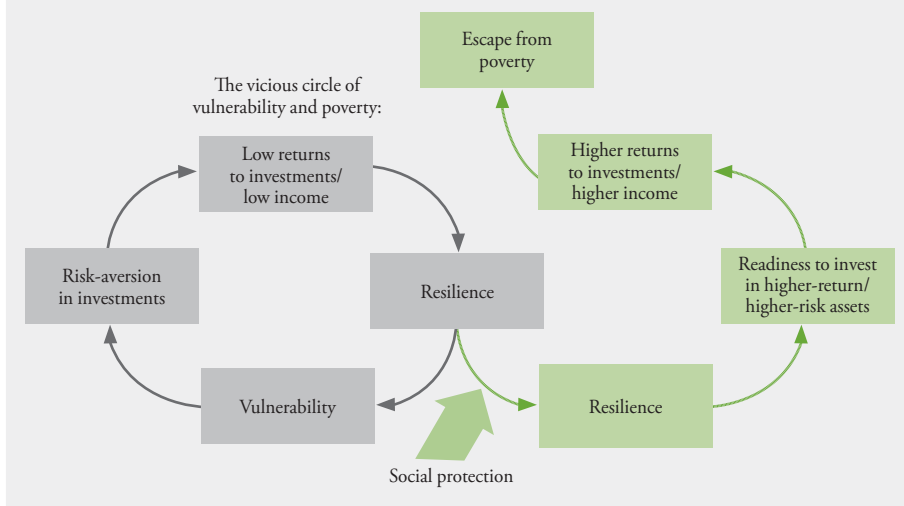 The vicious circle of
vulnerability and poverty:
Low returns
to investments/
low income
Risk-aversion
in investments
Resilience
Vulnerability
Social protection
Escape from
poverty
Higher returns
to investments/
higher income
Readiness to invest
in higher-return/
higher-risk assets
Resilience